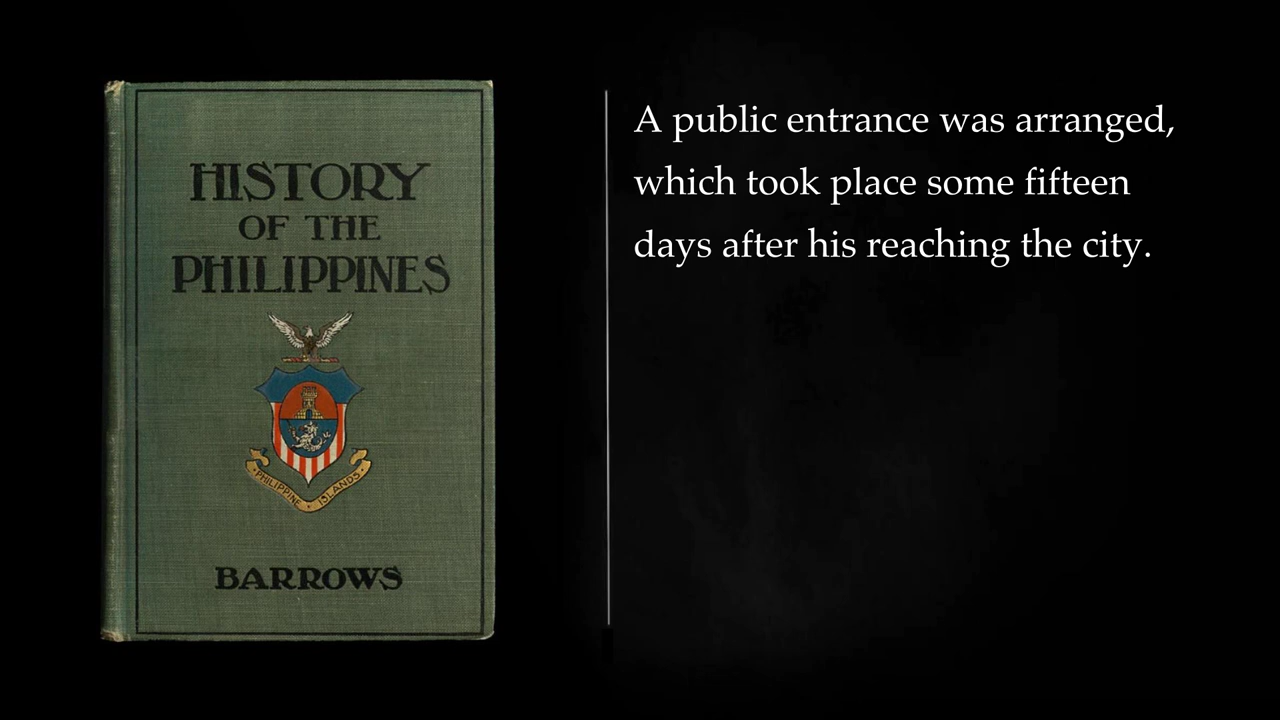 HISTORY
OF THE
PHILIPPINES
PHILIPPINE ISLANDS
BARROWS
A public entrance was arranged,
which took place some fifteen
days after his reaching the city.